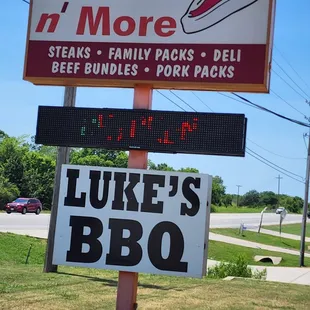 n' More
STEAKS • FAMILY PACKS • DELI
BEEF BUNDLES • PORK PACKS
LUKE'S
BBQ